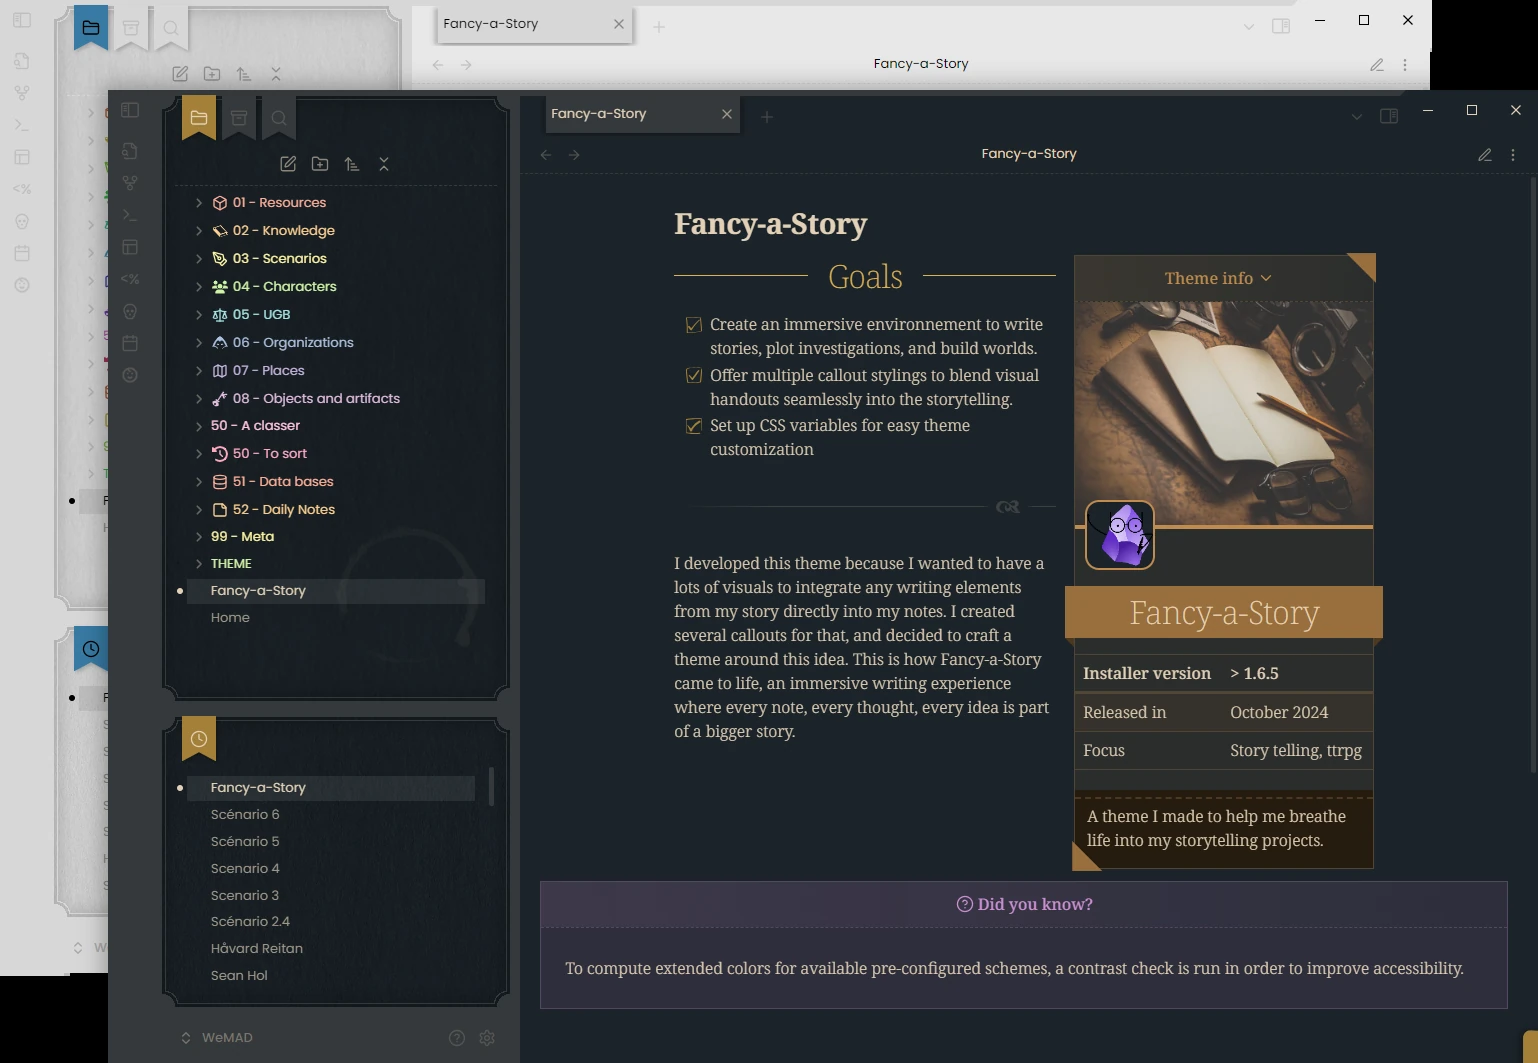 Fancy-a-Story
Fancy-a-Story
<%
We
Fancy-a-Story
Fancy-a-Story
<%
01 - Resources
02 - Knowledge
03 - Scenarios
04 - Characters
05 - UGB
06 - Organizations
07 - Places
08 - Objects and artifacts
50 - A classer
50 - To sort
51 - Data bases
52 - Daily Notes
99 - Meta
THEME
Fancy-a-Story
Home
Fancy-a-Story
Scénario 6
Scénario 5
Scenario 4
Scenario 3
Scénario 2.4
Håvard Reitan
Sean Hol
WeMAD
Fancy-a-Story
Goals
Create an immersive environnement to write
stories, plot investigations, and build worlds.
Offer multiple callout stylings to blend visual
handouts seamlessly into the storytelling.
Set up CSS variables for easy theme
customization
I developed this theme because I wanted to have a
lots of visuals to integrate any writing elements
from my story directly into my notes. I created
several callouts for that, and decided to craft a
theme around this idea. This is how Fancy-a-Story
came to life, an immersive writing experience
where every note, every thought, every idea is part
of a bigger story.
Theme info
Fancy-a-Story
Installer version > 1.6.5
Released in October 2024
Focus Story telling, ttrpg
A theme I made to help me breathe
life into my storytelling projects.
Did you know?
To compute extended colors for available pre-configured schemes, a contrast check is run in order to improve accessibility.